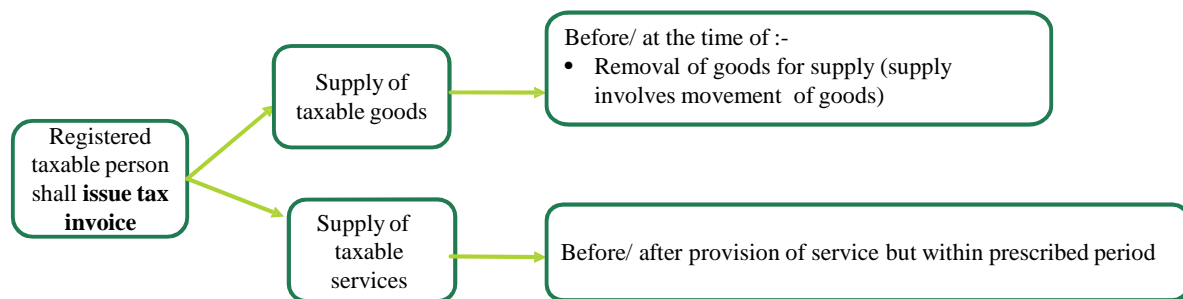 Registered
taxable person
shall issue tax
invoice
Supply of
taxable goods
Before/ at the time of :-
• Removal of goods for supply (supply
involves movement of goods)
Supply of
taxable
services
Before/ after provision of service but within prescribed period